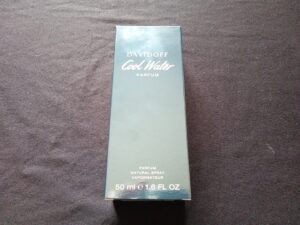 DAVIDOFF
Cool Water
PARFUM
PARFUM
NATURAL SPRAY
VAPORISATEUR
50 ml e 1.6 FL OZ